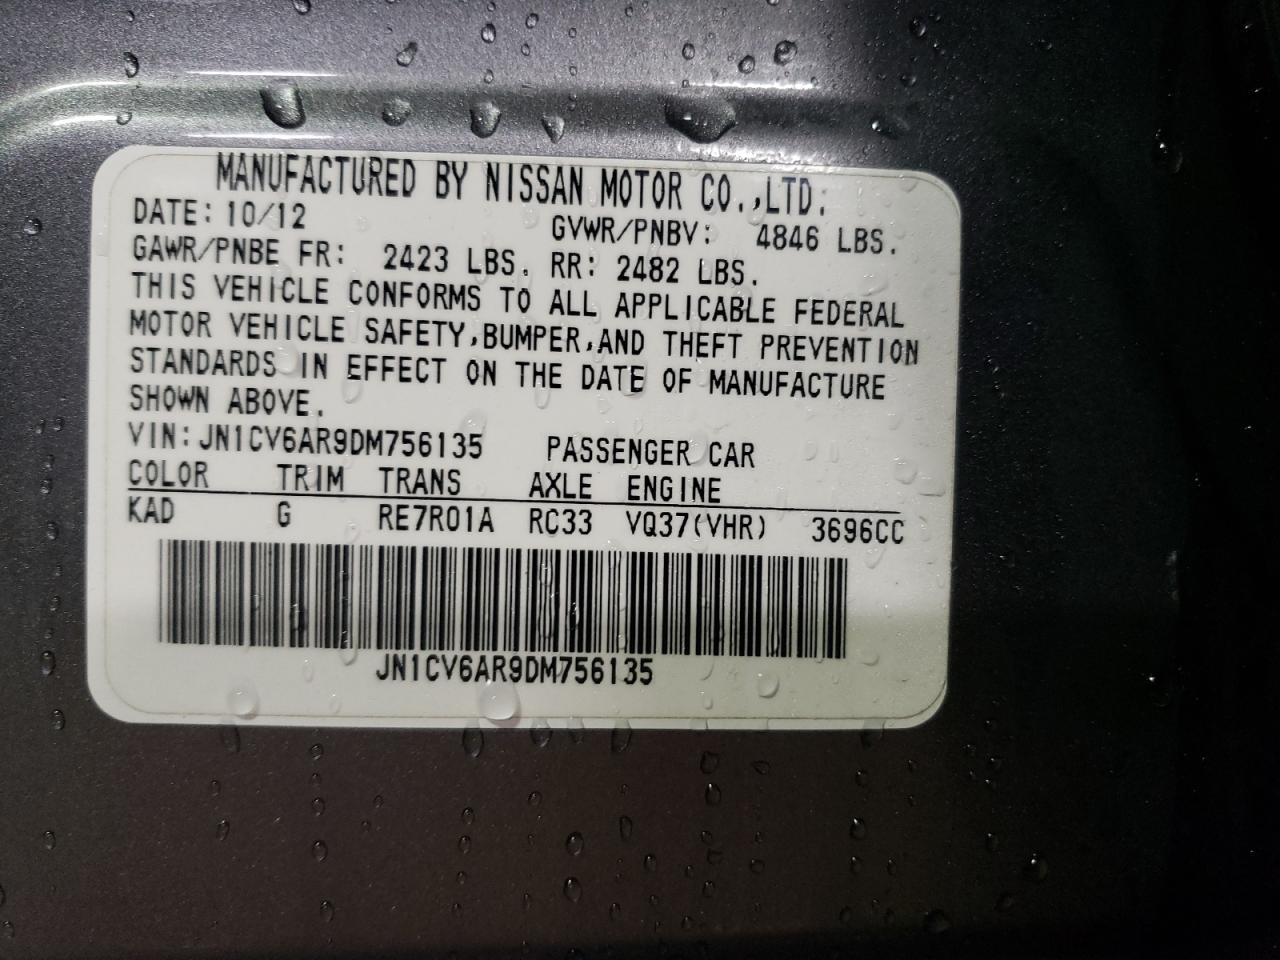 MANUFACTURED BY NISSAN MOTOR CO.,LTD.
DATE: 10/12 GVWR/PNBV: 4846 LBS.
GAWR/PNBE FR: 2423 LBS. RR: 2482 LBS.
THIS VEHICLE CONFORMS TO ALL APPLICABLE FEDERAL
MOTOR VEHICLE SAFETY,BUMPER,AND THEFT PREVENTION
STANDARDS IN EFFECT ON THE DATE OF MANUFACTURE
SHOWN ABOVE.
VIN:JN1CV6AR9DM756135 PASSENGER CAR
COLOR TRIM TRANS AXLE ENGINE
KAD G RE7R01A RC33 VQ37(VHR) 3696CC
JN1CV6AR9DM756135